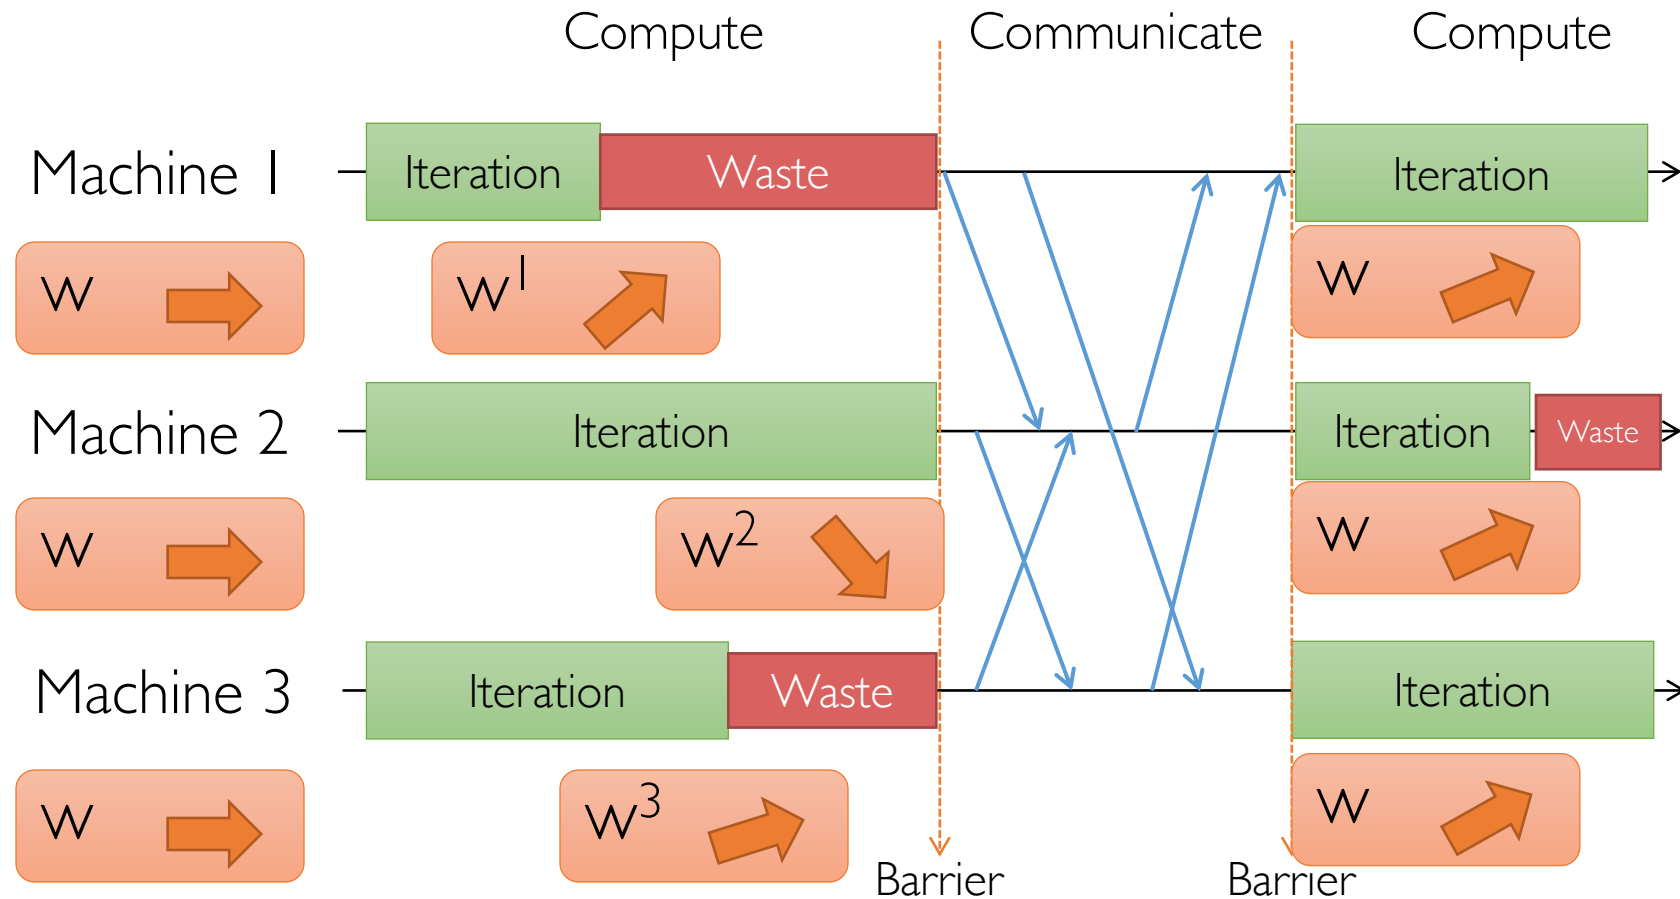 Compute
Communicate
Compute
Machine 1
Iteration
Waste
Iteration
w
w¹
w
Machine 2
Iteration
Iteration
Waste
w
w²
w
Machine 3
Iteration
Waste
Iteration
w
w³
w
Barrier
Barrier